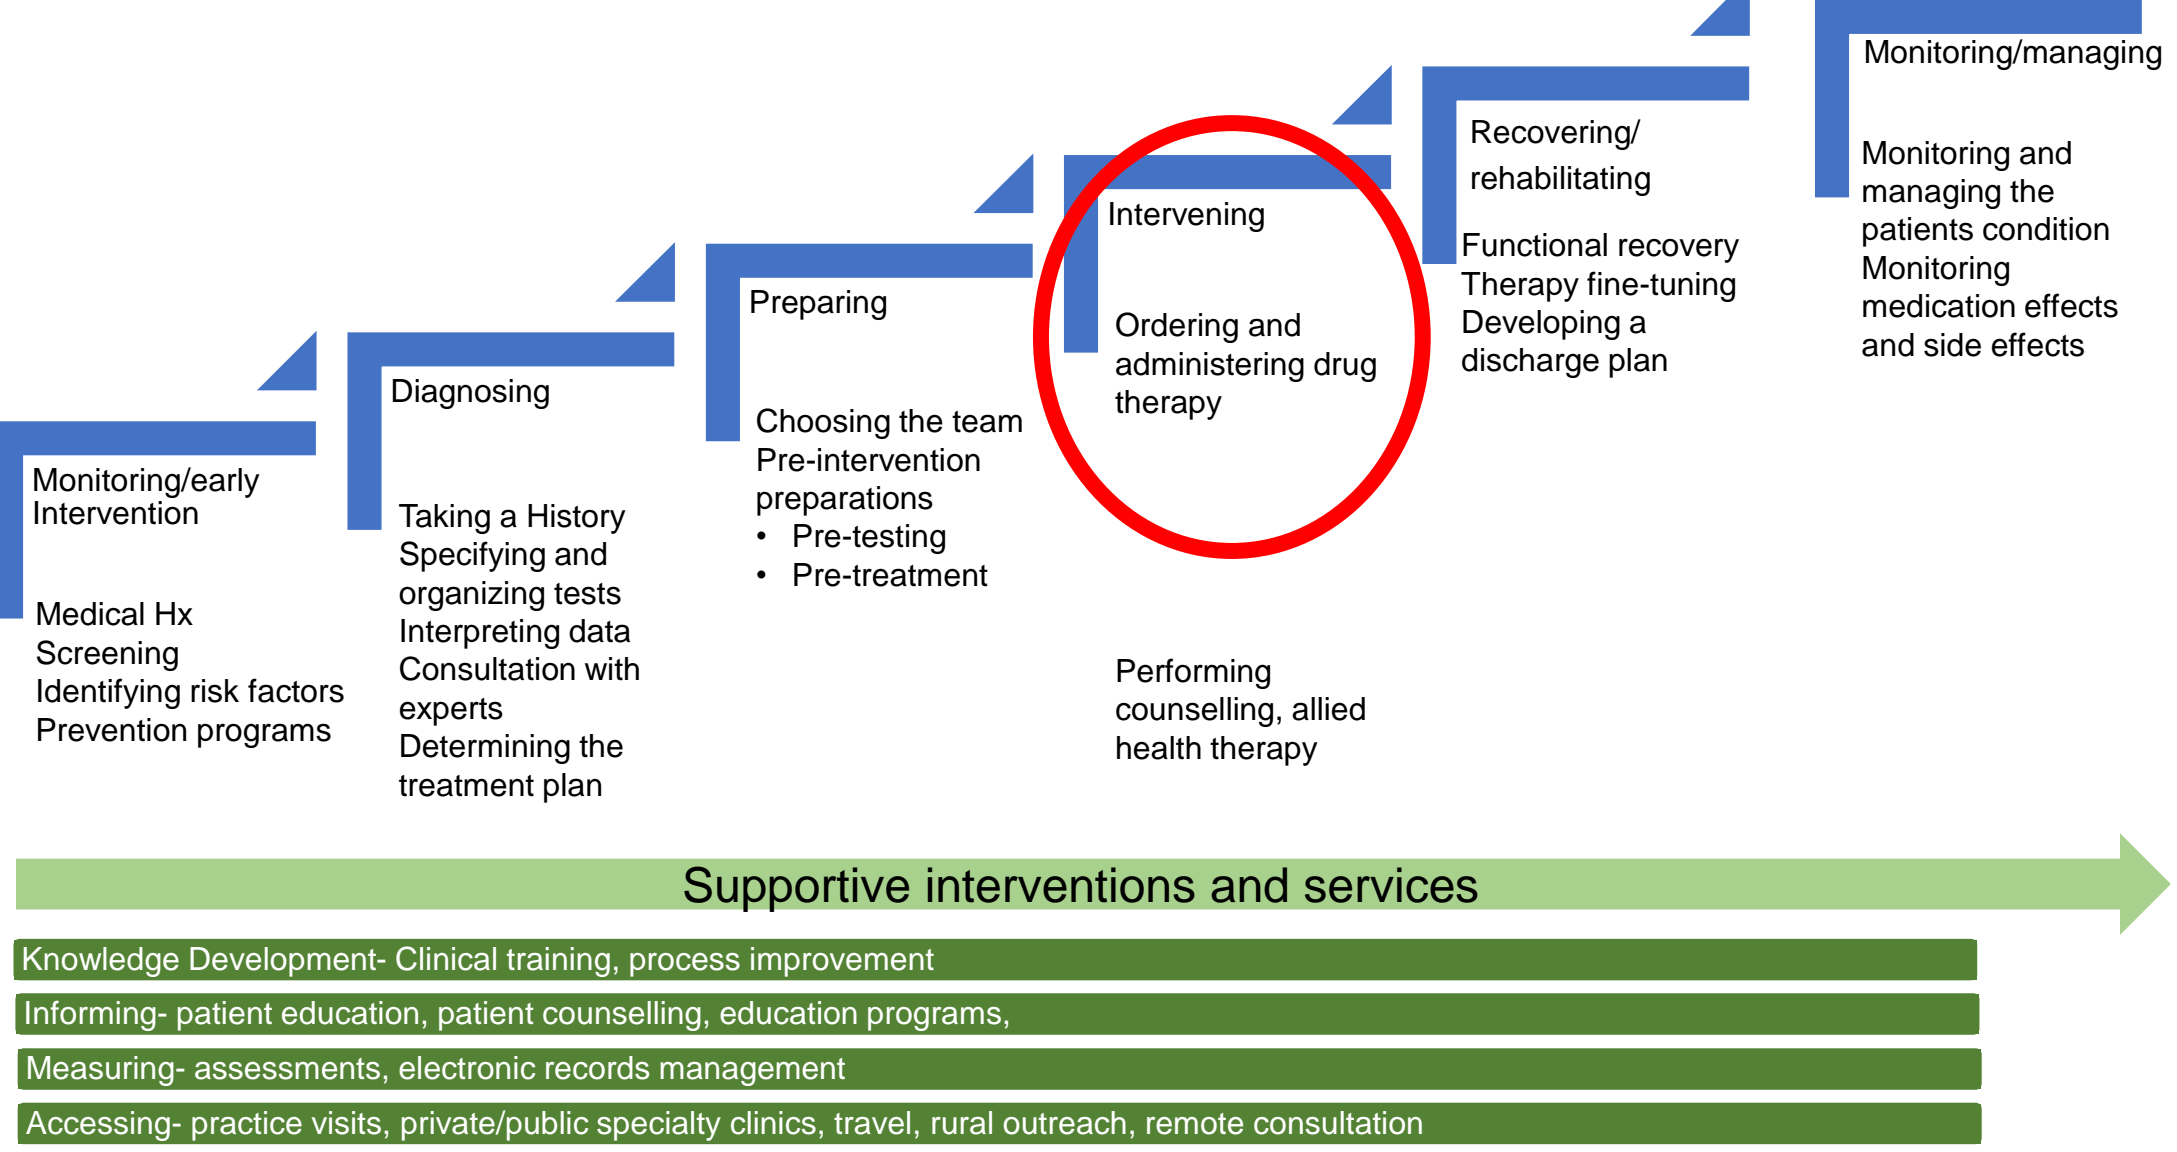 Monitoring/early
Intervention
Medical Hx
Screening
Identifying risk factors
Prevention programs
Diagnosing
Taking a History
Specifying and
organizing tests
Interpreting data
Consultation with
experts
Determining the
treatment plan
Preparing
Choosing the team
Pre-intervention
preparations
• Pre-testing
• Pre-treatment
Intervening
Ordering and
administering drug
therapy
Performing
counselling, allied
health therapy
Recovering/
rehabilitating
Functional recovery
Therapy fine-tuning
Developing a
discharge plan
Monitoring/managing
Monitoring and
managing the
patients condition
Monitoring
medication effects
and side effects
Supportive interventions and services
Knowledge Development- Clinical training, process improvement
Informing- patient education, patient counselling, education programs,
Measuring- assessments, electronic records management
Accessing- practice visits, private/public specialty clinics, travel, rural outreach, remote consultation